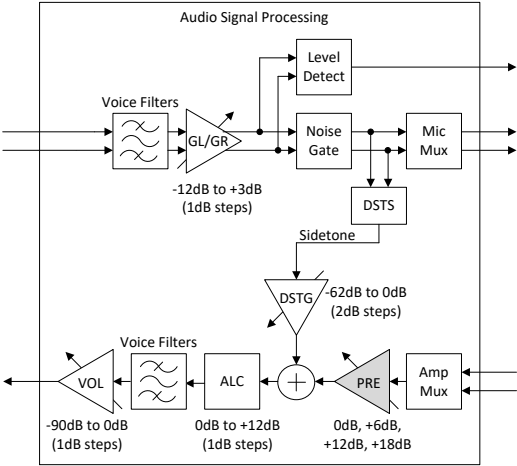 Audio Signal Processing
Level
Detect
Voice Filters
GL/GR
Noise
Gate
Mic
Mux
-12dB to +3dB
(1dB steps)
DSTS
Sidetone
DSTG
-62dB to 0dB
(2dB steps)
Voice Filters
VOL
ALC
+
PRE
Amp
Mux
-90dB to 0dB
(1dB steps)
0dB to +12dB
(1dB steps)
0dB, +6dB,
+12dB, +18dB